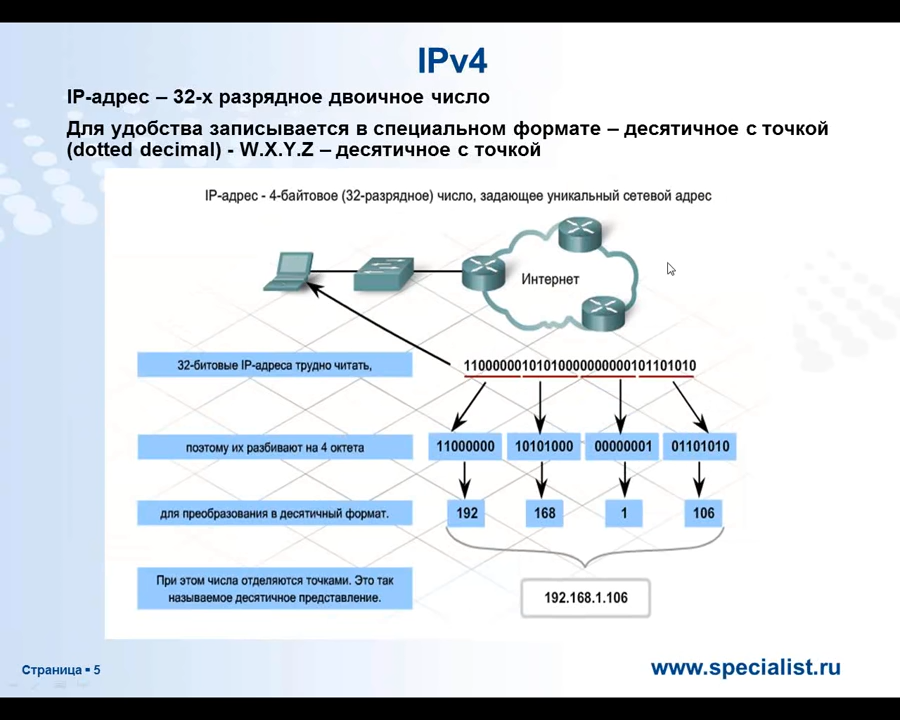 IPv4
IP-адрес – 32-х разрядное двоичное число
Для удобства записывается в специальном формате – десятичное с точкой
(dotted decimal) - W.X.Y.Z – десятичное с точкой
IP-адрес - 4-байтовое (32-разрядное) число, задающее уникальный сетевой адрес
Интернет
32-битовые IP-адреса трудно читать,
11000000101010000000000101101010
поэтому их разбивают на 4 октета
11000000 10101000 00000001 01101010
для преобразования в десятичный формат.
192 168 1 106
При этом числа отделяются точками. Это так
называемое десятичное представление.
192.168.1.106
Страница ▪ 5
www.specialist.ru